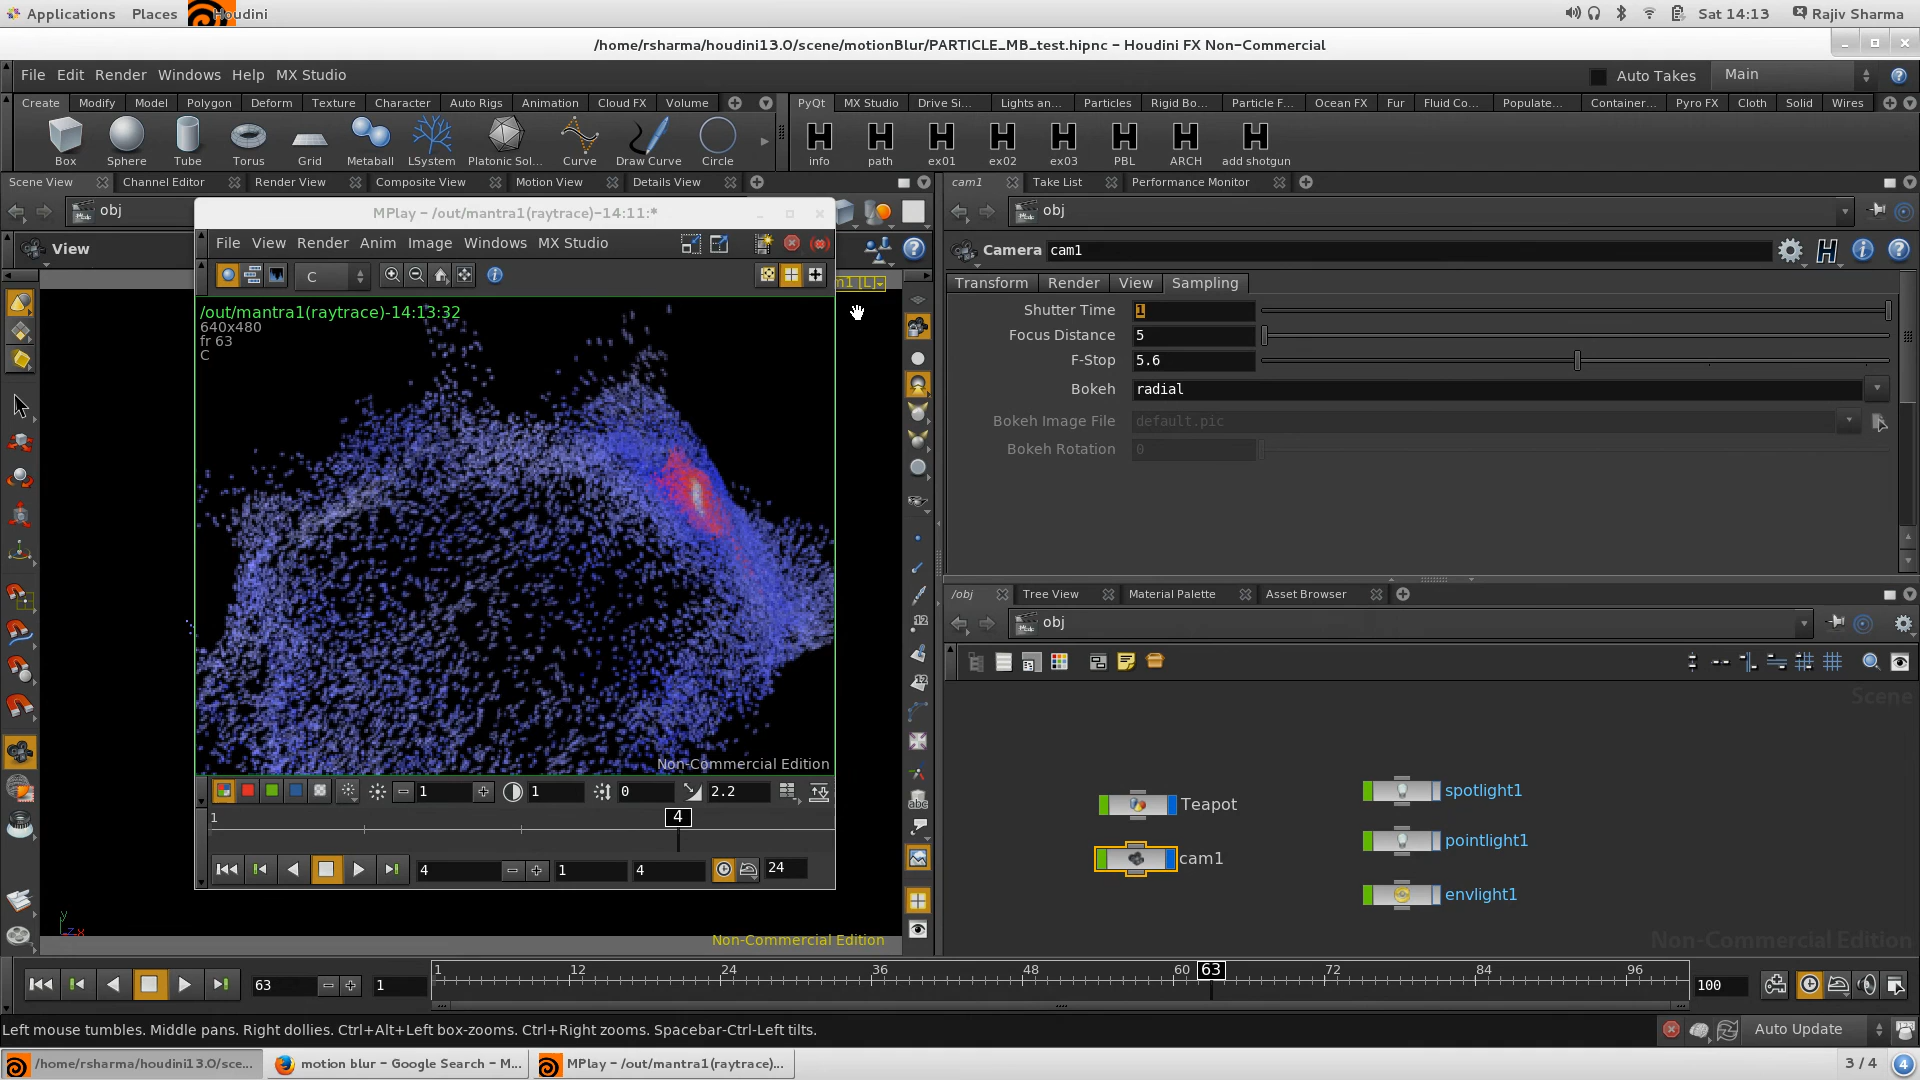 Applications Places Houdini Sat 14:13 Rajiv Sharma
/home/rsharma/houdini13.0/scene/motionBlur/PARTICLE_MB_test.hipnc - Houdini FX Non-Commercial
File Edit Render Windows Help MX Studio Auto Takes Main
Create Modify Model Polygon Deform Texture Character Auto Rigs Animation Cloud FX Volume
PyQt MX Studio Drive Si... Lights an... Particles Rigid Bo... Particle F... Ocean FX Fur Fluid Co... Populate... Container... Pyro FX Cloth Solid Wires
Box Sphere Tube Torus Grid Metaball LSystem Platonic Sol... Curve Draw Curve Circle
info path ex01 ex02 ex03 PBL ARCH add shotgun
Scene View Channel Editor Render View Composite View Motion View Details View
cam1 Take List Performance Monitor
obj
MPlay - /out/mantra1(raytrace)-14:11:*
obj
View
File View Render Anim Image Windows MX Studio
Camera cam1
C
m1 [L]
Transform Render View Sampling
/out/mantra1(raytrace)-14:13:32
640x480
fr 63
C
Shutter Time 1
Focus Distance 5
F-Stop 5.6
Bokeh radial
Bokeh Image File default.pic
Bokeh Rotation 0
/obj Tree View Material Palette Asset Browser
obj
12
12
abc
Scene
Non-Commercial Edition
1 1 0 2.2
1 4
4 1 4 24
Teapot
cam1
spotlight1
pointlight1
envlight1
y
z x
Non-Commercial Edition
Non-Commercial Edition
63 1
1 12 24 36 48 60 63 72 84 96
100
Left mouse tumbles. Middle pans. Right dollies. Ctrl+Alt+Left box-zooms. Ctrl+Right zooms. Spacebar-Ctrl-Left tilts.
Auto Update
/home/rsharma/houdini13.0/sce... motion blur - Google Search - M... MPlay - /out/mantra1(raytrace)... 3 / 4 4